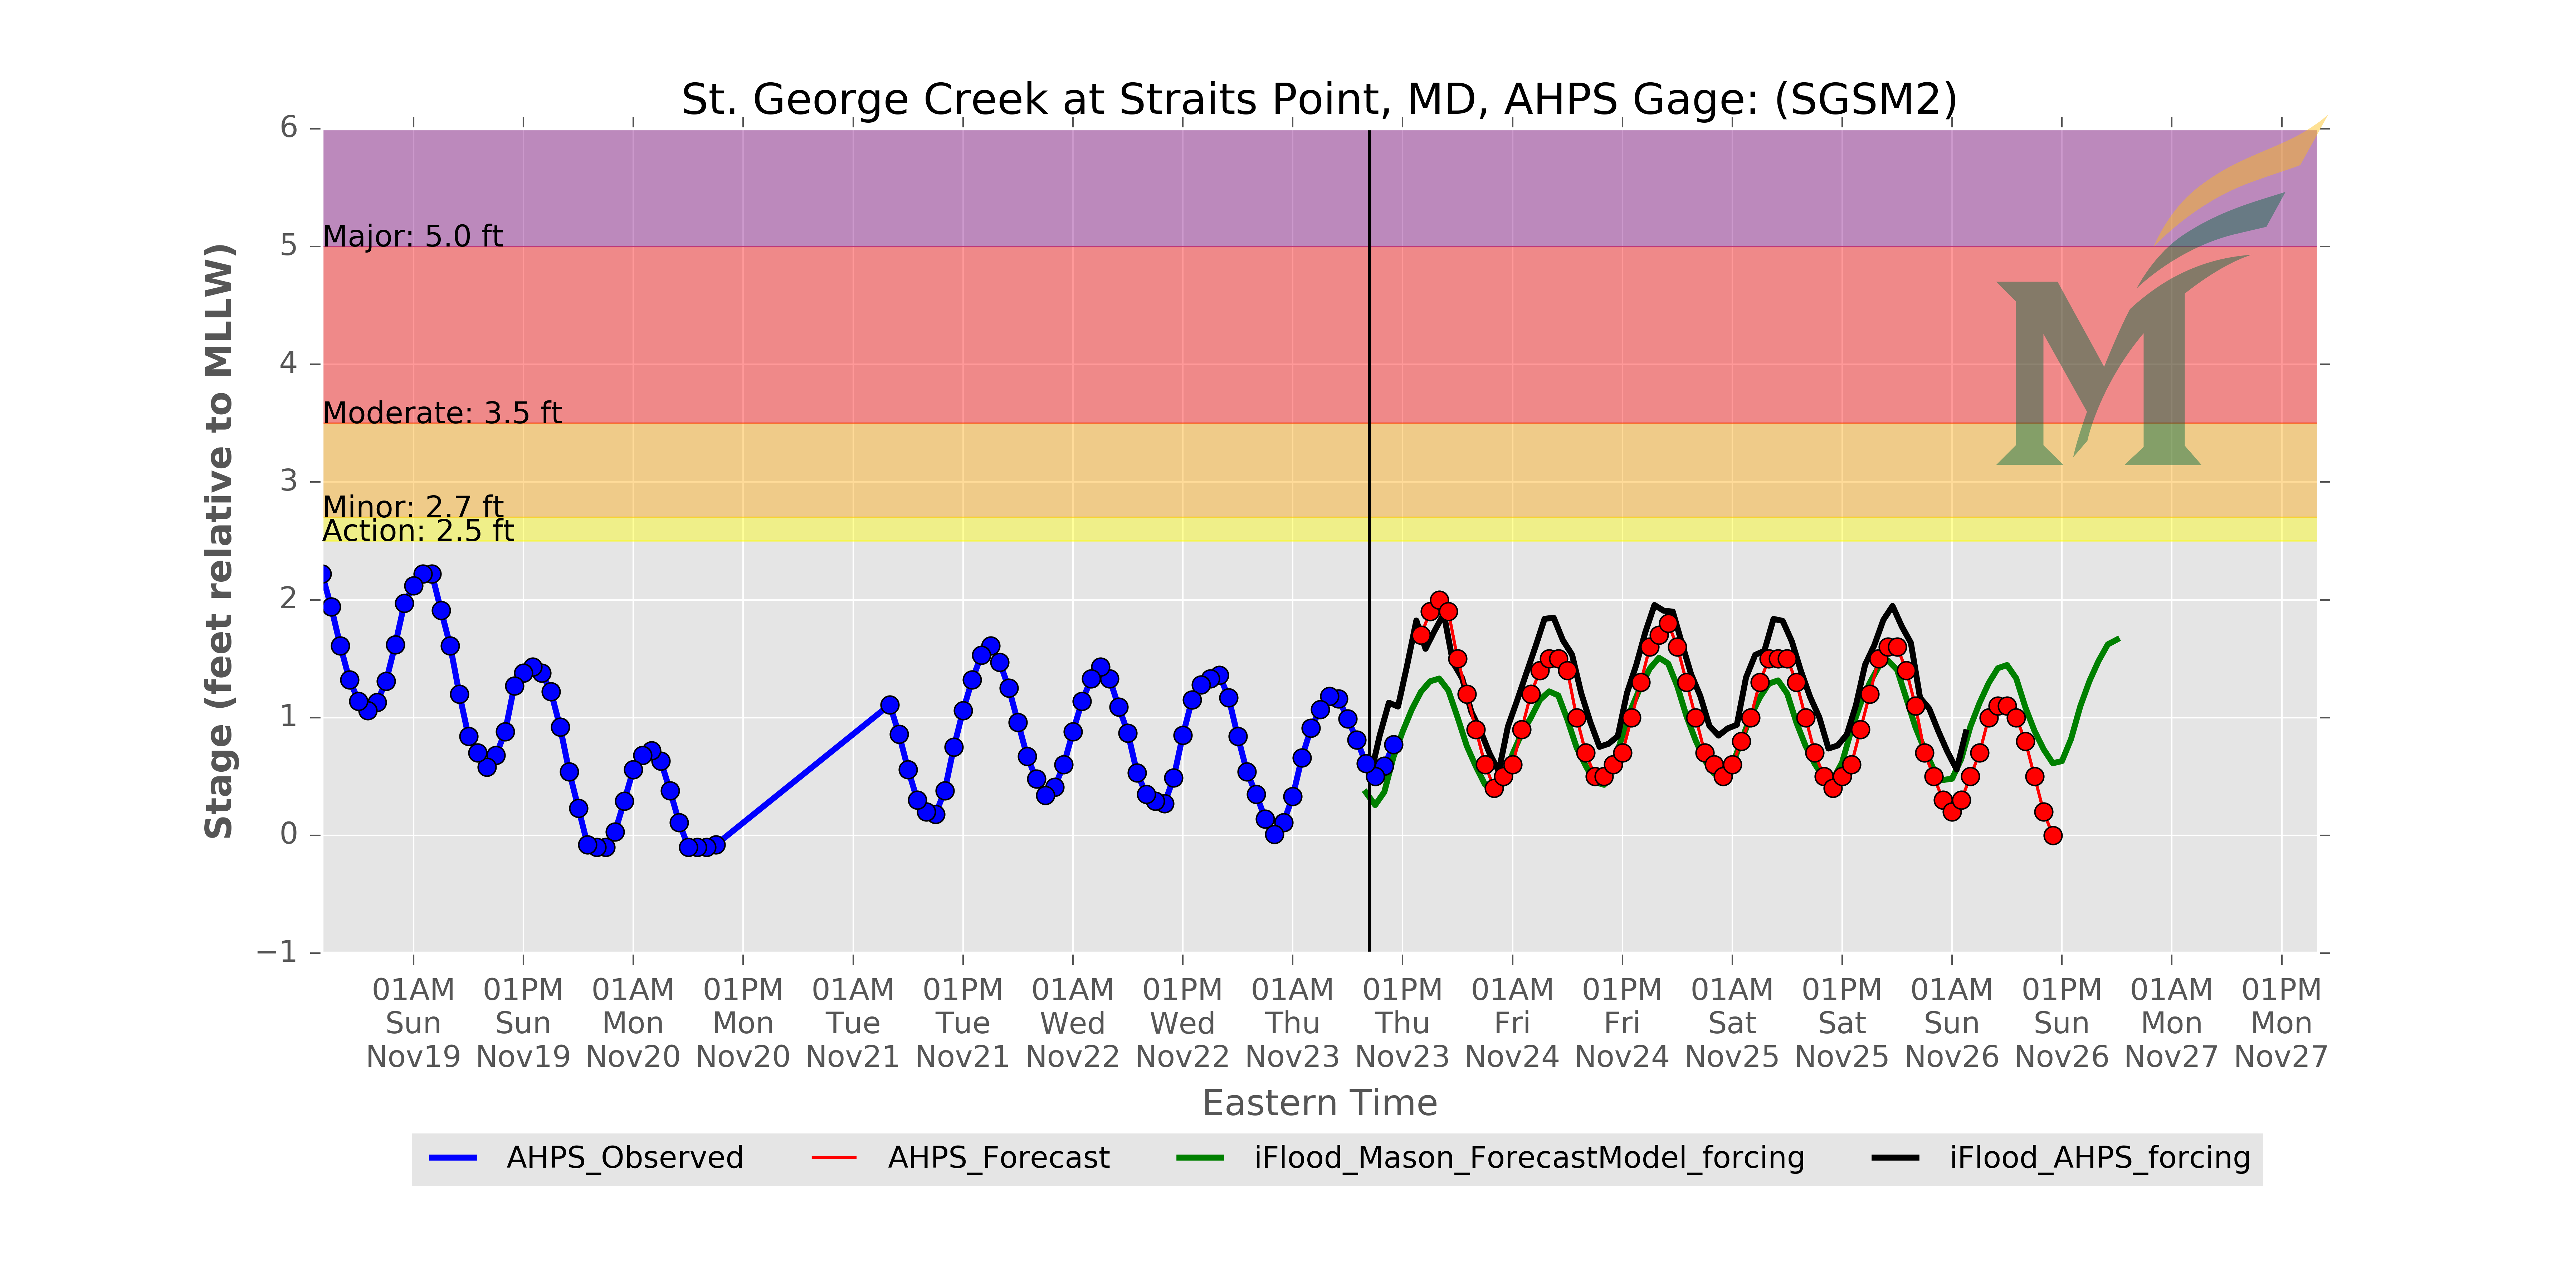 St. George Creek at Straits Point, MD, AHPS Gage: (SGSM2)
6
5
4
3
2
1
0
−1
Stage (feet relative to MLLW)
Major: 5.0 ft
Moderate: 3.5 ft
Minor: 2.7 ft
Action: 2.5 ft
M
01AM 01PM 01AM 01PM 01AM 01PM 01AM 01PM 01AM 01PM 01AM 01PM 01AM 01PM 01AM 01PM 01AM 01PM
Sun Sun Mon Mon Tue Tue Wed Wed Thu Thu Fri Fri Sat Sat Sun Sun Mon Mon
Nov19 Nov19 Nov20 Nov20 Nov21 Nov21 Nov22 Nov22 Nov23 Nov23 Nov24 Nov24 Nov25 Nov25 Nov26 Nov26 Nov27 Nov27
Eastern Time
AHPS_Observed AHPS_Forecast iFlood_Mason_ForecastModel_forcing iFlood_AHPS_forcing